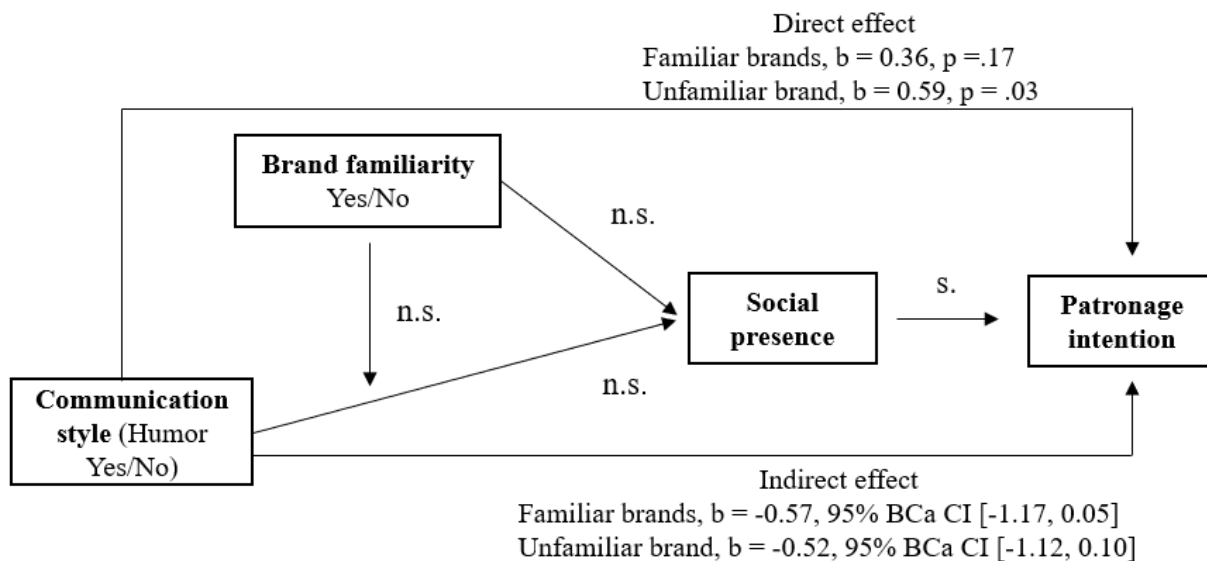 Direct effect
Familiar brands, b = 0.36, p =.17
Unfamiliar brand, b = 0.59, p = .03
Brand familiarity
Yes/No
n.s.
n.s.
Social
presence
s.
Patronage
intention
n.s.
Communication
style (Humor
Yes/No)
Indirect effect
Familiar brands, b = -0.57, 95% BCa CI [-1.17, 0.05]
Unfamiliar brand, b = -0.52, 95% BCa CI [-1.12, 0.10]